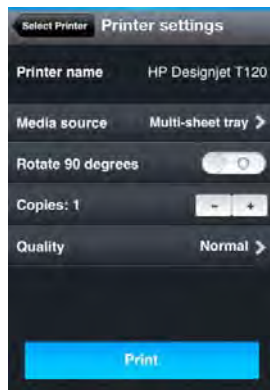 Select Printer Printer settings
Printer name HP Designjet T120
Media source Multi-sheet tray >
Rotate 90 degrees
Copies: 1 - +
Quality Normal >
Print